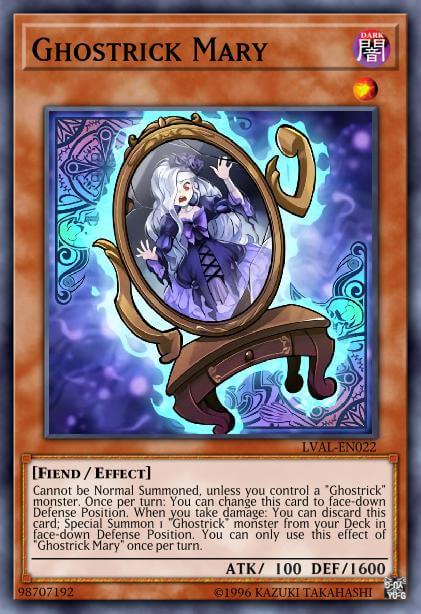 GHOSTRICK MARY
DARK
闇
LVAL-EN022
[FIEND / EFFECT]
Cannot be Normal Summoned, unless you control a "Ghostrick"
monster. Once per turn: You can change this card to face-down
Defense Position. When you take damage: You can discard this
card; Special Summon 1 "Ghostrick" monster from your Deck in
face-down Defense Position. You can only use this effect of
"Ghostrick Mary" once per turn.
ATK/ 100 DEF/1600
98707192
©1996 KAZUKI TAKAHASHI